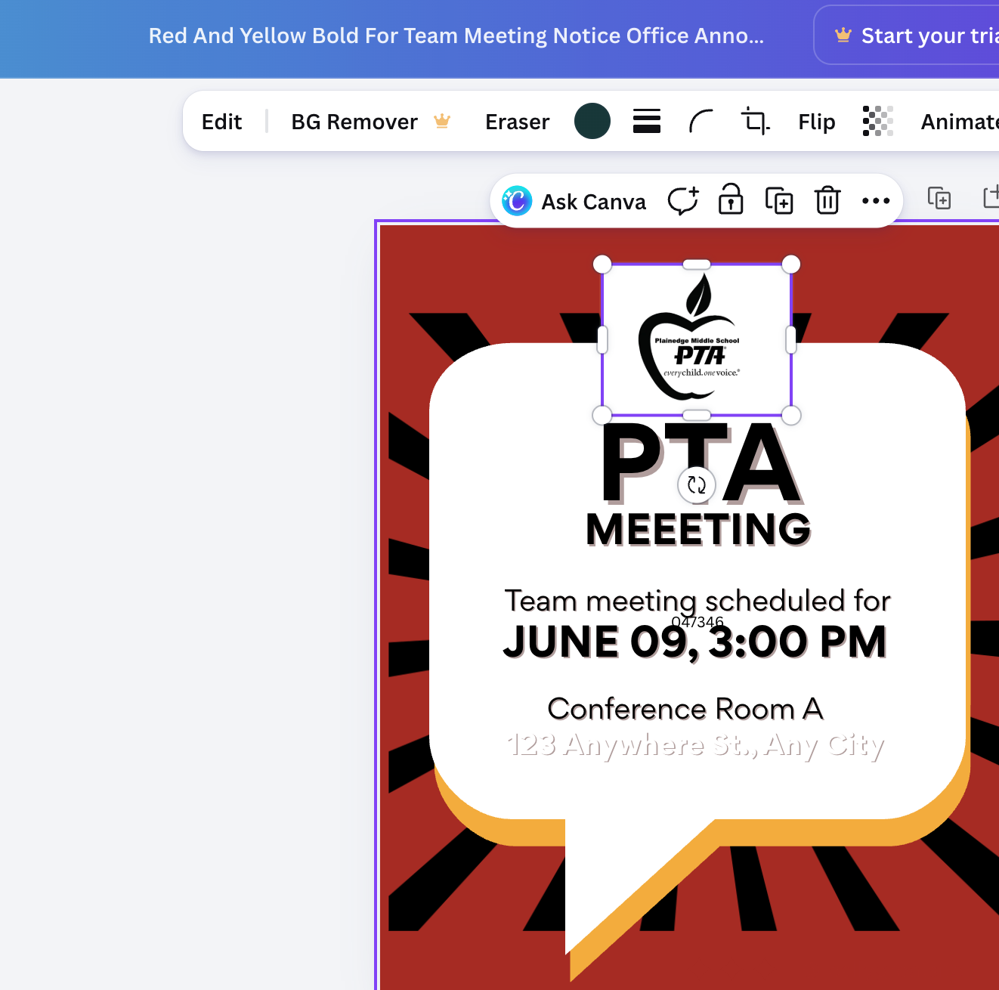 Red And Yellow Bold For Team Meeting Notice Office Anno...
Start your tria
Edit
BG Remover
Eraser
Flip
Animate
Ask Canva
Plainedge Middle School
PTA
everychild.onevoice.®
PTA
MEEETING
Team meeting scheduled for
047346
JUNE 09, 3:00 PM
Conference Room A
123 Anywhere St., Any City